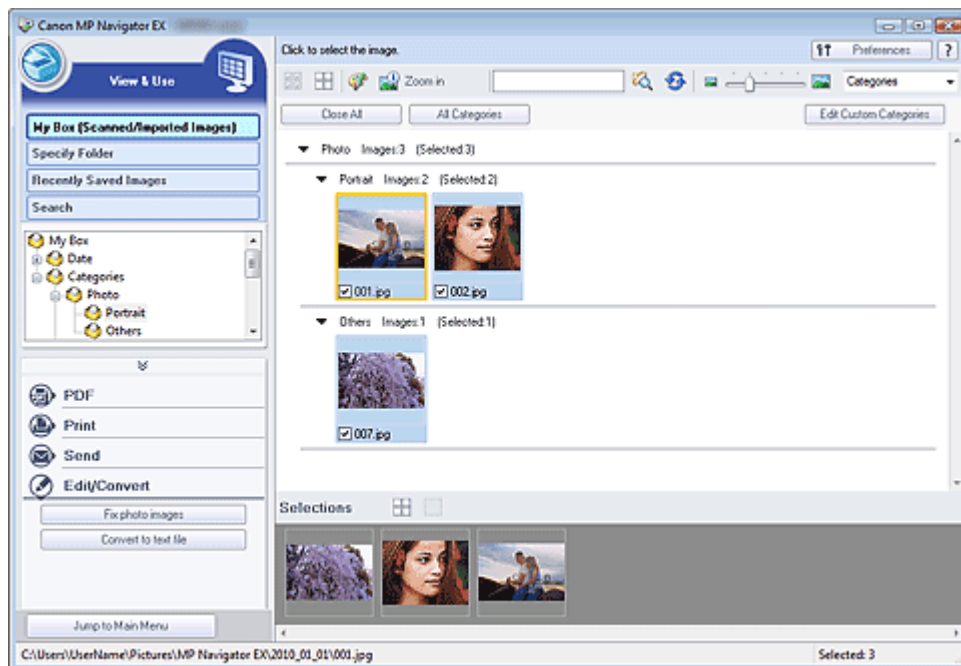 Canon MP Navigator EX
Click to select the image.
Preferences
?
View & Use
Zoom in
Categories
Close All
All Categories
Edit Custom Categories
My Box (Scanned/Imported Images)
Specify Folder
Recently Saved Images
Search
My Box
Date
Categories
Photo
Portrait
Others
PDF
Print
Send
Edit/Convert
Fix photo images
Convert to text file
Jump to Main Menu
Photo Images:3 (Selected:3)
Portrait Images:2 (Selected:2)
001.jpg
002.jpg
Others Images:1 (Selected:1)
007.jpg
Selections
C:\Users\UserName\Pictures\MP Navigator EX\2010_01_01\001.jpg
Selected: 3